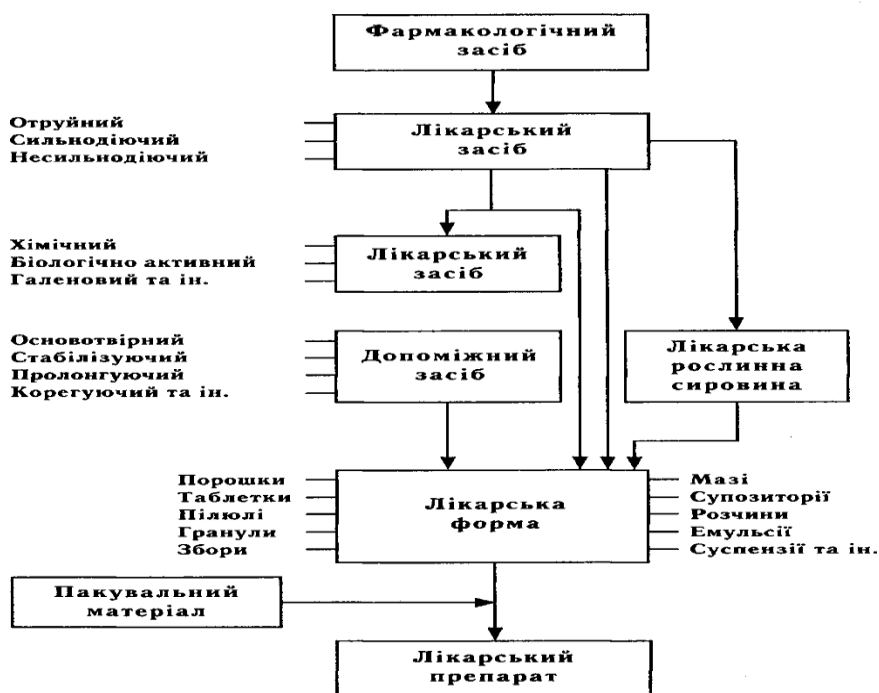 Фармакологічний
засіб
Отруйний
Сильнодіючий
Несильнодіючий
Лікарський
засіб
Хімічний
Біологічно активний
Галеновий та ін.
Лікарський
засіб
Основотвірний
Стабілізуючий
Пролонгуючий
Корегуючий та ін.
Допоміжний
засіб
Лікарська
рослинна
сировина
Порошки
Таблетки
Пілюлі
Гранули
Збори
Лікарська
форма
Мазі
Супозиторії
Розчини
Емульсії
Суспензії та ін.
Пакувальний
матеріал
Лікарський
препарат